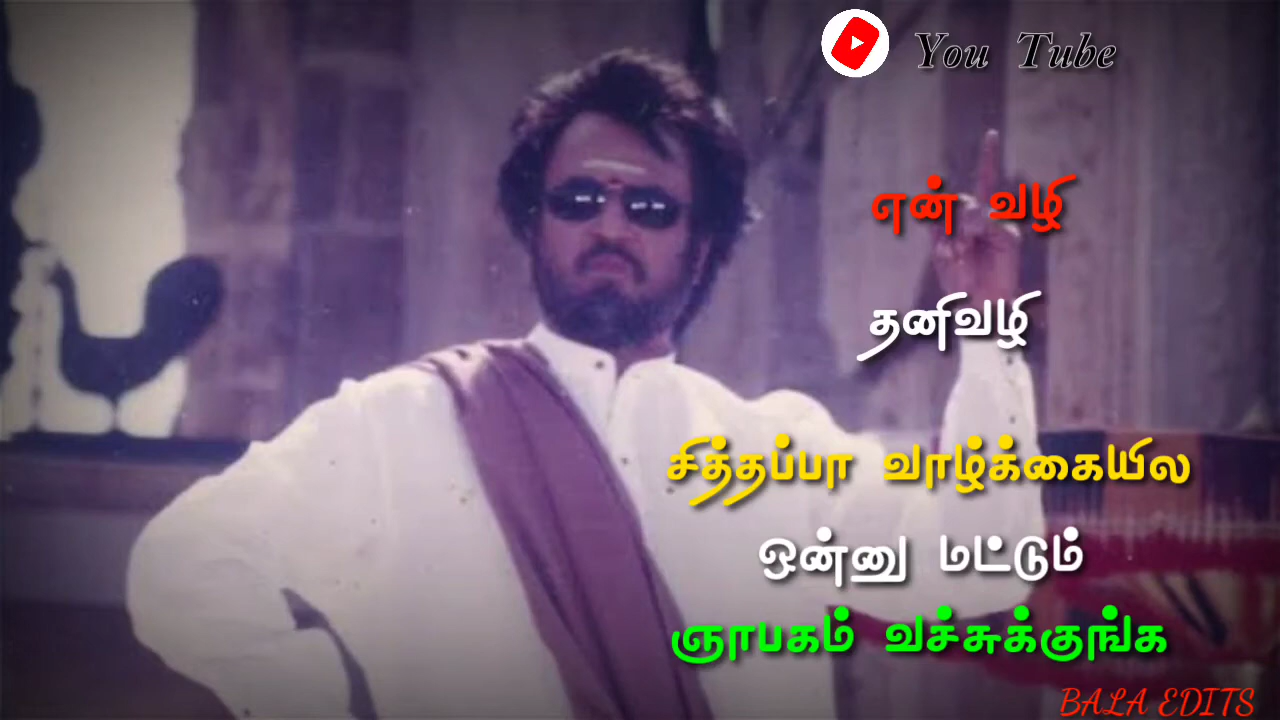 You Tube
என் வழி
தனிவழி
சித்தப்பா வாழ்க்கையில
ஒன்னு மட்டும்
ஞாபகம் வச்சுக்குங்க
BALA EDITS